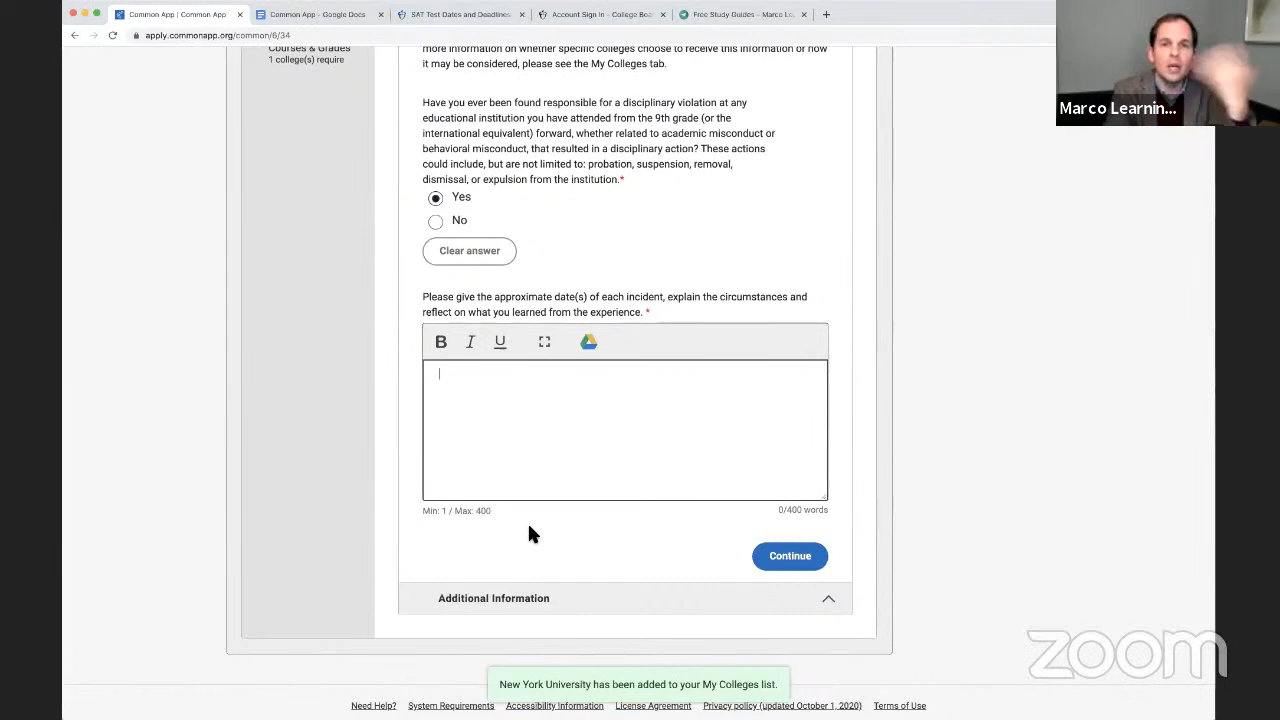 Common App | Common App
Common App - Google Docs
SAT Test Dates and Deadlines
Account Sign In - College Boa
Free Study Guides – Marco Le
apply.commonapp.org/common/6/34
Courses & Grades
1 college(s) require
more information on whether specific colleges choose to receive this information or how
it may be considered, please see the My Colleges tab.
Have you ever been found responsible for a disciplinary violation at any
educational institution you have attended from the 9th grade (or the
international equivalent) forward, whether related to academic misconduct or
behavioral misconduct, that resulted in a disciplinary action? These actions
could include, but are not limited to: probation, suspension, removal,
dismissal, or expulsion from the institution.*
Yes
No
Clear answer
Please give the approximate date(s) of each incident, explain the circumstances and
reflect on what you learned from the experience. *
B I U
Min: 1 / Max: 400
0/400 words
Continue
Additional Information
New York University has been added to your My Colleges list.
Need Help? System Requirements Accessibility Information License Agreement Privacy policy (updated October 1, 2020) Terms of Use
Marco Learnin...
zoom